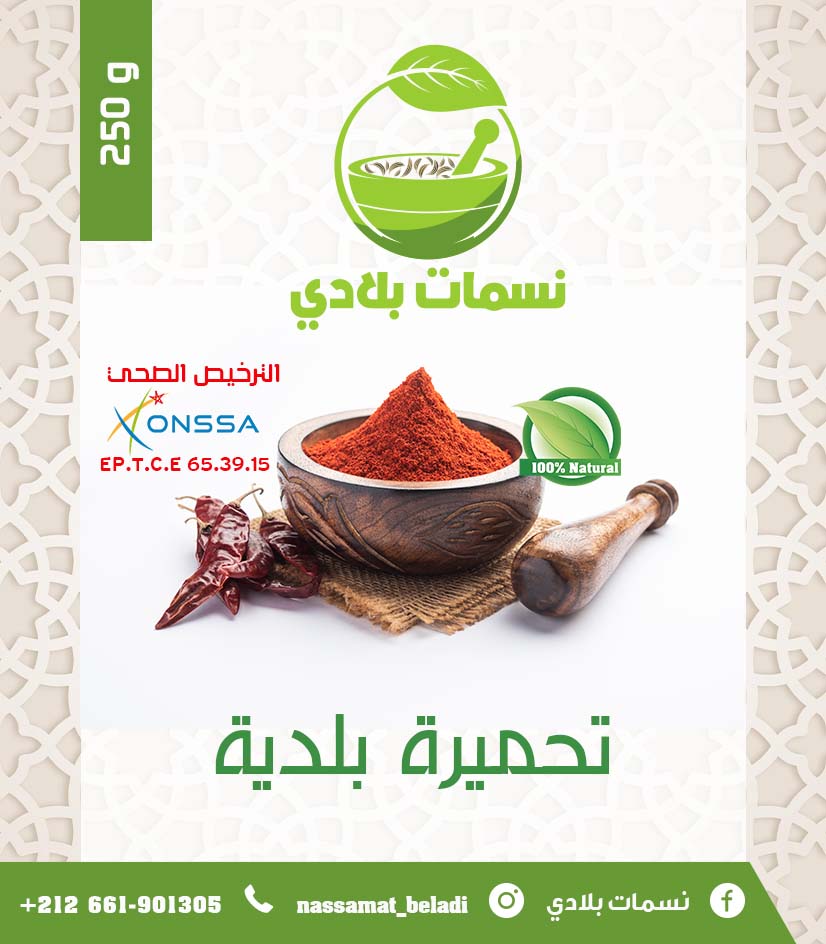 250 g
نسمات بلادي
الترخيص الصحي
ONSSA
EP.T.C.E 65.39.15
100% Natural
تحميرة بلدية
+212 661-901305 nassamat_beladi نسمات بلادي